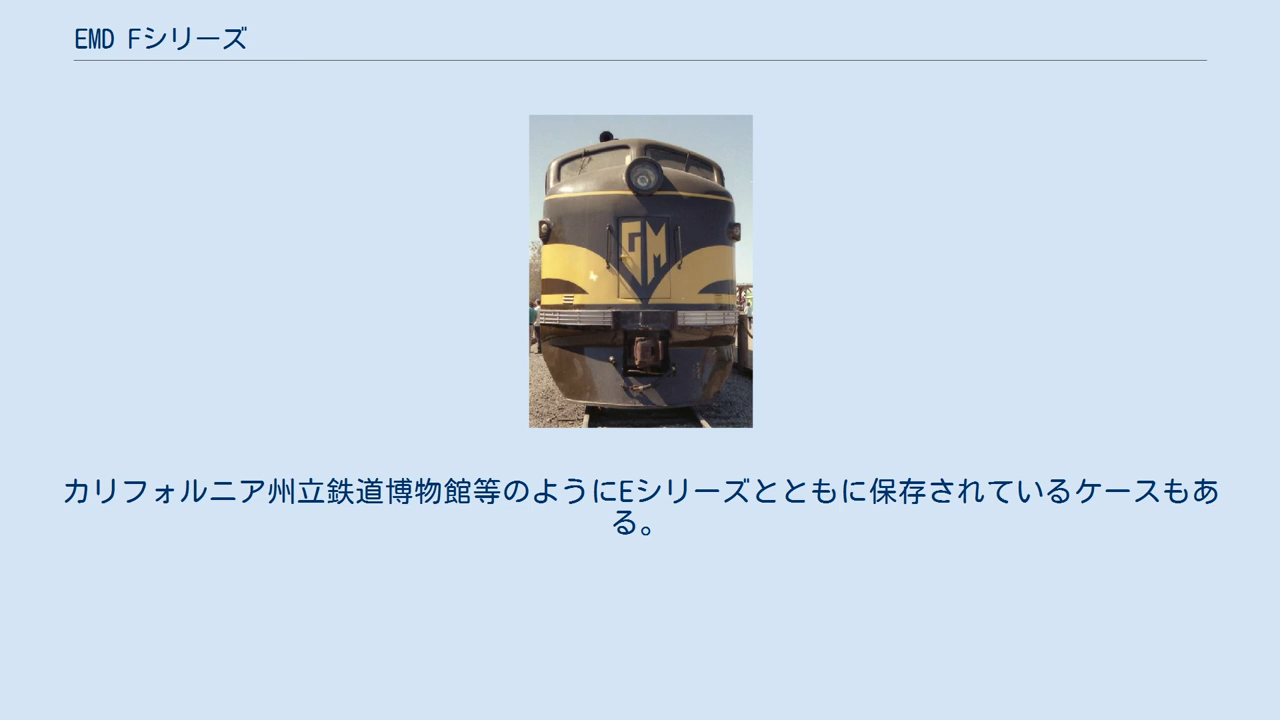 EMD Fシリーズ
GM
カリフォルニア州立鉄道博物館等のようにEシリーズとともに保存されているケースもあ
る。